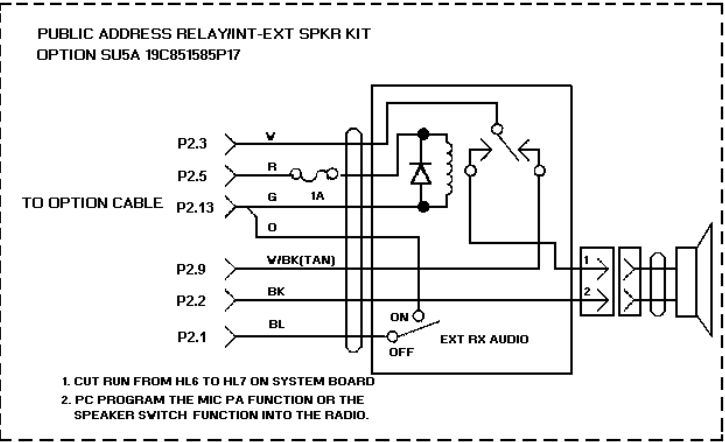 PUBLIC ADDRESS RELAY/INT-EXT SPKR KIT
OPTION SU5A 19C851585P17
P2.3 W
P2.5 R
1A
TO OPTION CABLE P2.13 G
O
P2.9 W/BK(TAN)
1
P2.2 BK
2
ON
P2.1 BL
EXT RX AUDIO
OFF
1. CUT RUN FROM HL6 TO HL7 ON SYSTEM BOARD
2. PC PROGRAM THE MIC PA FUNCTION OR THE
SPEAKER SWITCH FUNCTION INTO THE RADIO.